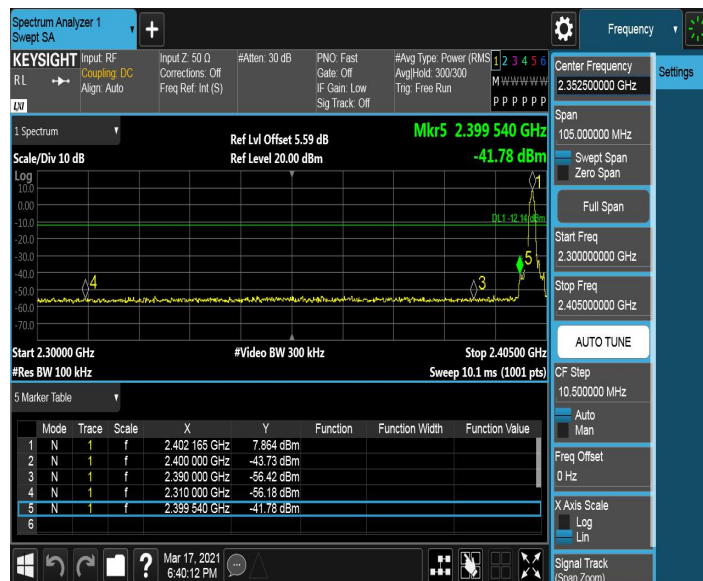 Spectrum Analyzer 1
Swept SA
+
Frequency
KEYSIGHT
RL
LXI
Input: RF
Coupling: DC
Align: Auto
Input Z: 50 Ω
Corrections: Off
Freq Ref: Int (S)
#Atten: 30 dB
PNO: Fast
Gate: Off
IF Gain: Low
Sig Track: Off
#Avg Type: Power (RMS
Avg|Hold: 300/300
Trig: Free Run
1 2 3 4 5 6
M W W W W W
P P P P P P
Center Frequency
2.352500000 GHz
Settings
Span
105.000000 MHz
Swept Span
Zero Span
Full Span
Start Freq
2.300000000 GHz
Stop Freq
2.405000000 GHz
AUTO TUNE
CF Step
10.500000 MHz
Auto
Man
Freq Offset
0 Hz
X Axis Scale
Log
Lin
Signal Track
(Span Zoom)
1 Spectrum
Scale/Div 10 dB
Ref Lvl Offset 5.59 dB
Ref Level 20.00 dBm
Mkr5 2.399 540 GHz
-41.78 dBm
Log
10.0
0.00
-10.0
-20.0
-30.0
-40.0
-50.0
-60.0
-70.0
1
DL1 -12.14 dBm
5
4
3
Start 2.30000 GHz
#Video BW 300 kHz
Stop 2.40500 GHz
#Res BW 100 kHz
Sweep 10.1 ms (1001 pts)
5 Marker Table
Mode Trace Scale X Y Function Function Width Function Value
1 N 1 f 2.402 165 GHz 7.864 dBm
2 N 1 f 2.400 000 GHz -43.73 dBm
3 N 1 f 2.390 000 GHz -56.42 dBm
4 N 1 f 2.310 000 GHz -56.18 dBm
5 N 1 f 2.399 540 GHz -41.78 dBm
6
?
Mar 17, 2021
6:40:12 PM